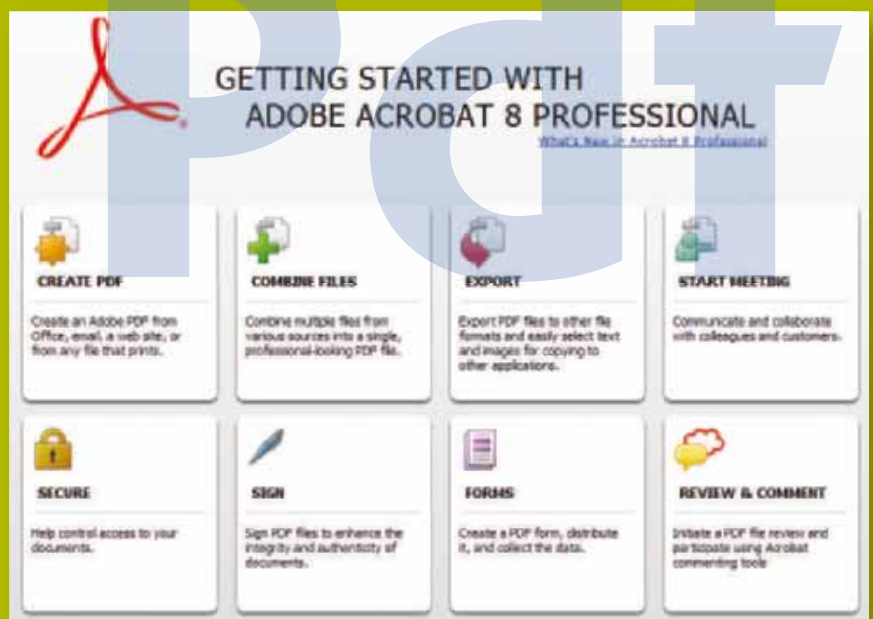 Pdf
GETTING STARTED WITH
ADOBE ACROBAT 8 PROFESSIONAL
What's New in Acrobat 8 Professional
CREATE PDF
Create an Adobe PDF from
Office, email, a web site, or
from any file that prints.
COMBINE FILES
Combine multiple files from
various sources into a single,
professional-looking PDF file.
EXPORT
Export PDF files to other file
formats and easily select text
and images for copying to
other applications.
START MEETING
Communicate and collaborate
with colleagues and customers.
SECURE
Help control access to your
documents.
SIGN
Sign PDF files to enhance the
integrity and authenticity of
documents.
FORMS
Create a PDF form, distribute
it, and collect the data.
REVIEW & COMMENT
Initiate a PDF file review and
participate using Acrobat
commenting tools